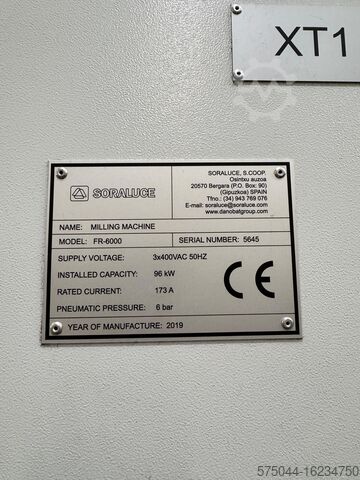 XT1
SORALUCE
SORALUCE, S.COOP.
Osintxu auzoa
20570 Bergara (P.O. Box: 90)
(Gipuzkoa) SPAIN
Tfno.: (34) 943 769 076
E-mail: soraluce@soraluce.com
www.danobatgroup.com
NAME: MILLING MACHINE
MODEL: FR-6000 SERIAL NUMBER: 5645
SUPPLY VOLTAGE: 3x400VAC 50HZ
INSTALLED CAPACITY: 96 kW
RATED CURRENT: 173 A
PNEUMATIC PRESSURE: 6 bar
CE
YEAR OF MANUFACTURE: 2019
575044-16234750